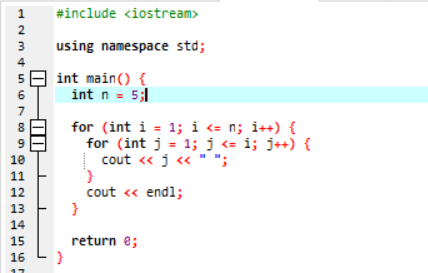 1 #include <iostream>
2
3 using namespace std;
4
5 int main() {
6 int n = 5;
7
8 for (int i = 1; i <= n; i++) {
9 for (int j = 1; j <= i; j++) {
10 cout << j << " ";
11 }
12 cout << endl;
13 }
14
15 return 0;
16 }
17